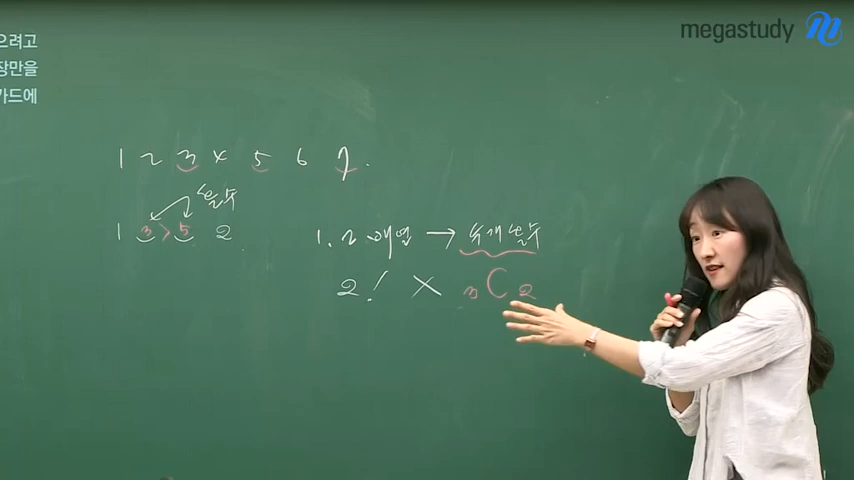 megastudy
으려고
장만을
카드에
1 2 3 4 5 6 7.
홀수
1 3 > 5 2
1, 2 배열 → 두개 홀수
2! × 3C2